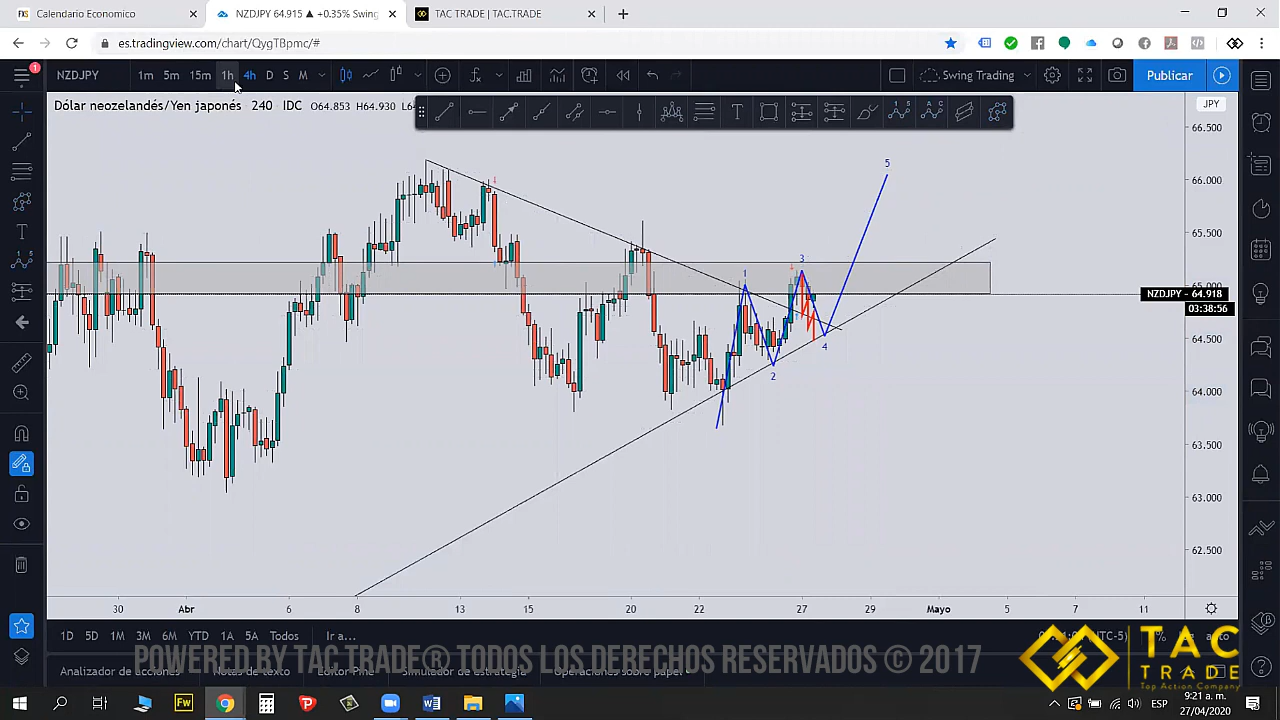 Calendario Economico
NZDJPY 64.915 ▲ +0.35% Swing
TAC TRADE | TAC.TRADE
es.tradingview.com/chart/QygTBpmc/#
NZDJPY 1m 5m 15m 1h 4h D S M
Swing Trading
Publicar
Dólar neozelandés/Yen japonés 240 IDC O64.853 H64.930
JPY
66.500
66.000
65.500
65.000
NZDJPY - 64.918
03:38:56
64.500
64.000
63.500
63.000
62.500
1
2
3
4
5
30 Abr 6 8 13 15 20 22 27 29 Mayo 5 7 11
1D 5D 1M 3M 6M YTD 1A 5A Todos Ir a...
Analizador de acciones Notas de texto Editor Pine Simulador de estrategia Operaciones sobre papel
POWERED BY TAC TRADE® TODOS LOS DERECHOS RESERVADOS © 2017
TAC
TRADE
Top Action Company
ESP
9:21 a. m.
27/04/2020